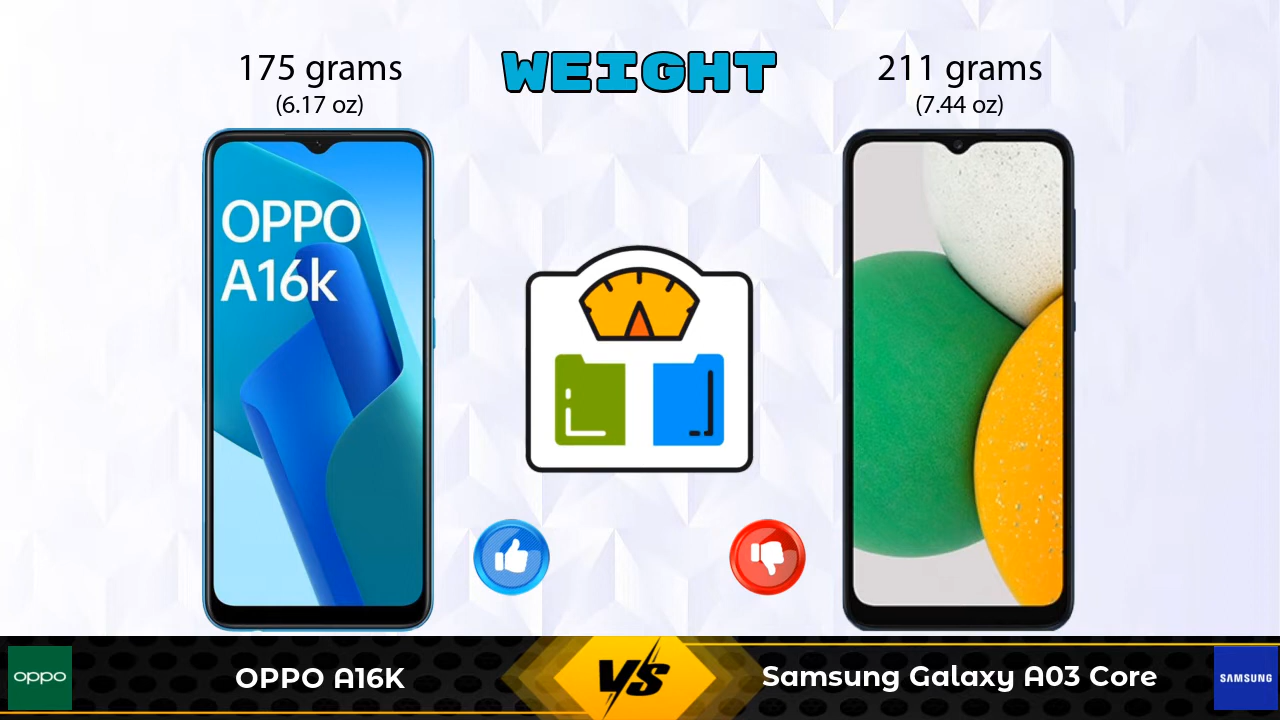 WEIGHT
175 grams
(6.17 oz)
211 grams
(7.44 oz)
OPPO
A16k
oppo
OPPO A16K
VS
Samsung Galaxy A03 Core
SAMSUNG